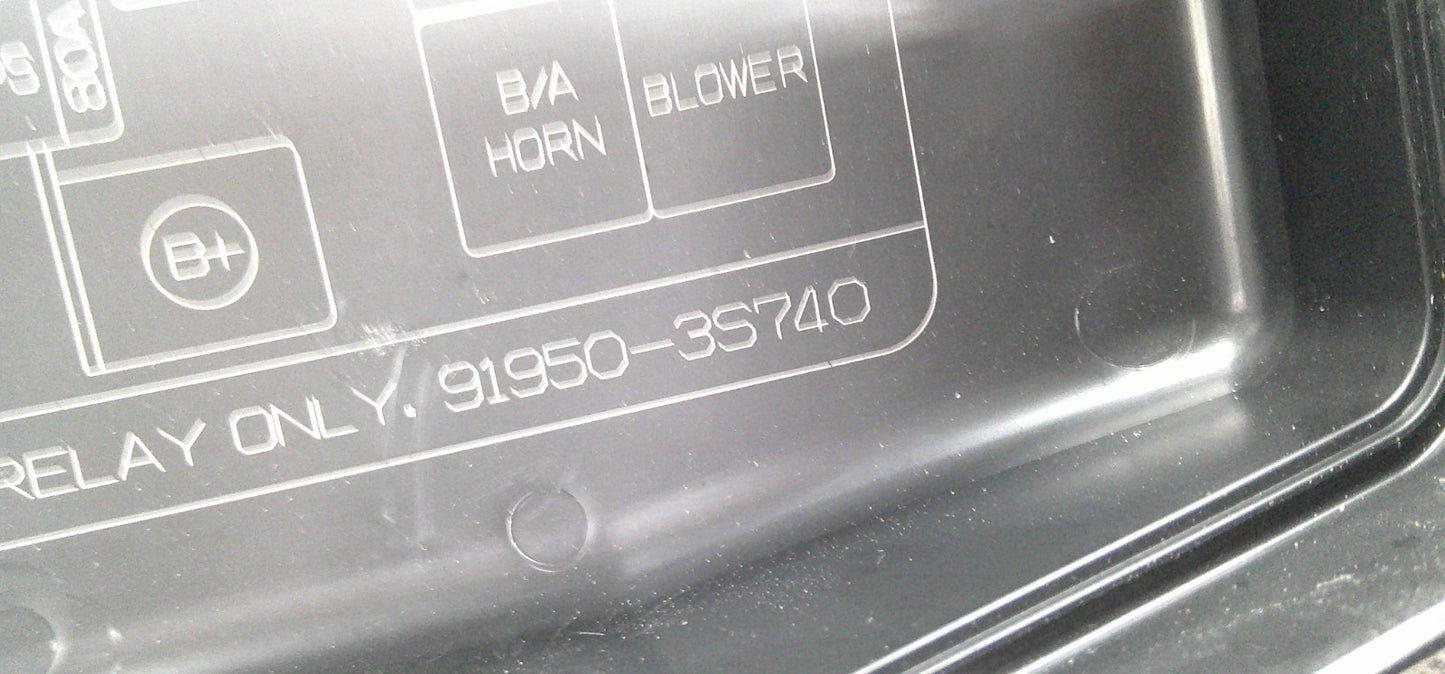 80A
B/A
HORN
BLOWER
B+
RELAY ONLY. 91950-3S740